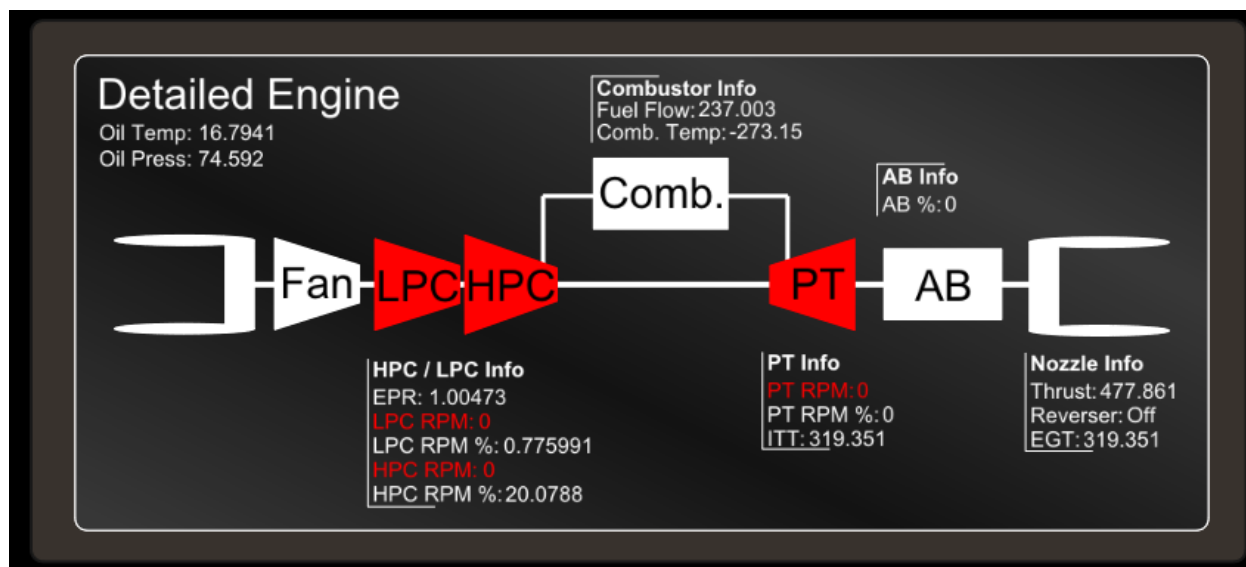 Detailed Engine
Oil Temp: 16.7941
Oil Press: 74.592
Combustor Info
Fuel Flow: 237.003
Comb. Temp: -273.15
Comb.
AB Info
AB %: 0
Fan
LPC
HPC
PT
AB
HPC / LPC Info
EPR: 1.00473
LPC RPM: 0
LPC RPM %: 0.775991
HPC RPM: 0
HPC RPM %: 20.0788
PT Info
PT RPM: 0
PT RPM %: 0
ITT: 319.351
Nozzle Info
Thrust: 477.861
Reverser: Off
EGT: 319.351